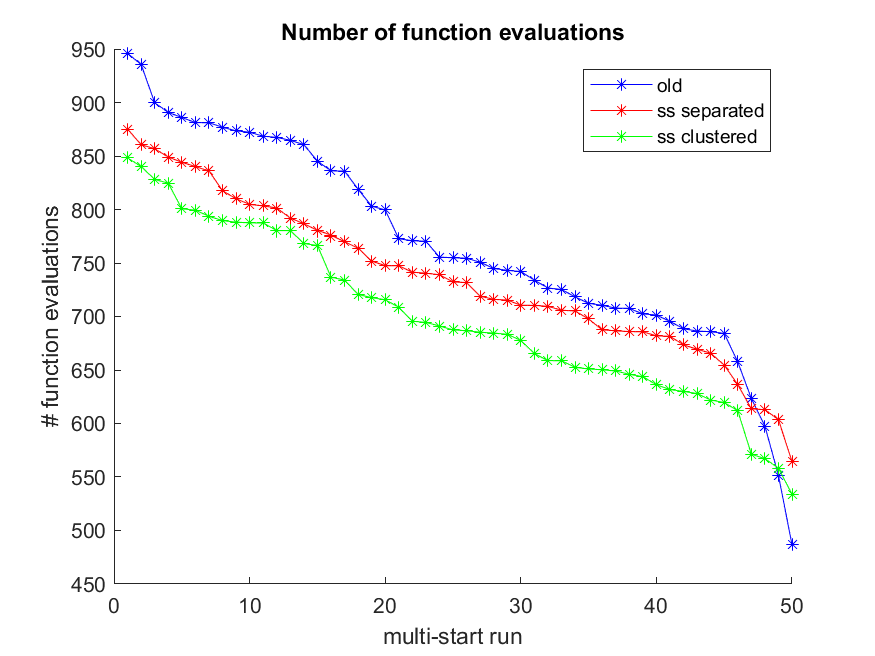 Number of function evaluations
950
900
850
800
750
700
650
600
550
500
450
# function evaluations
old
ss separated
ss clustered
0
10
20
30
40
50
multi-start run